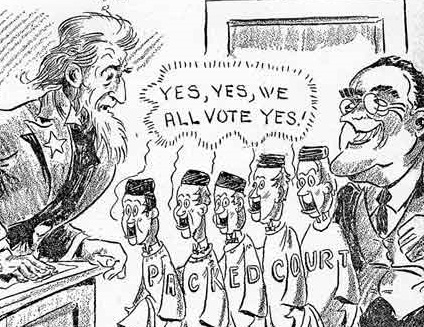 YES, YES, WE
ALL VOTE YES!
PACKED COURT